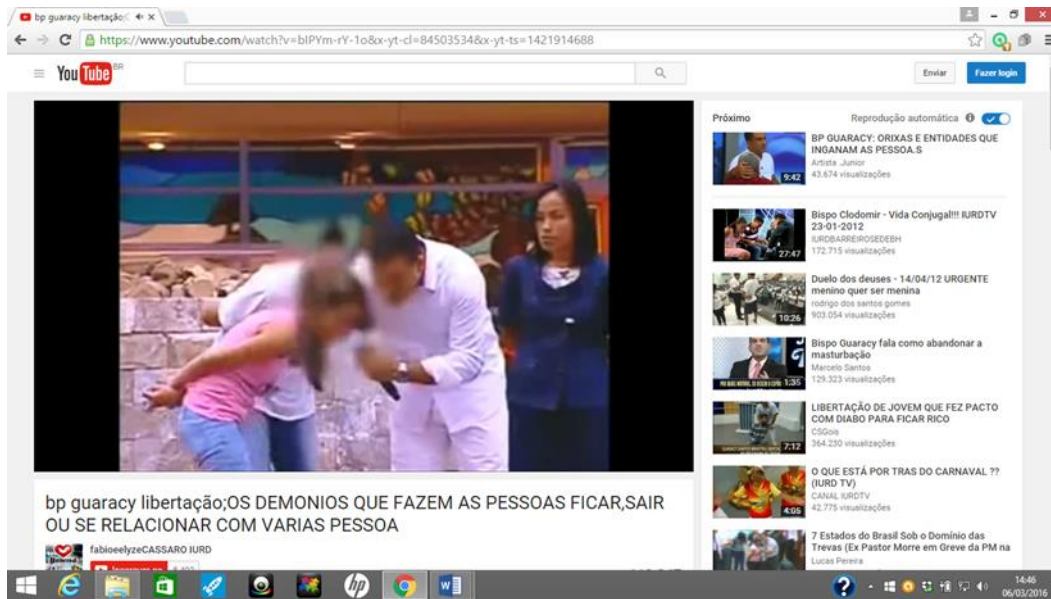 bp guaracy libertação;
https://www.youtube.com/watch?v=bIPYm-rY-1o&x-yt-cl=84503534&x-yt-ts=1421914688
YouTube BR
Enviar
Fazer login
Próximo
Reprodução automática
BP GUARACY: ORIXAS E ENTIDADES QUE
INGANAM AS PESSOA.S
Artista .Junior
43.674 visualizações
9:42
Bispo Clodomir - Vida Conjugal!!! IURDTV
23-01-2012
IURDBARREIROSEDEBH
172.715 visualizações
27:47
Duelo dos deuses - 14/04/12 URGENTE
menino quer ser menina
rodrigo dos santos gomes
903.054 visualizações
10:26
Bispo Guaracy fala como abandonar a
masturbação
Marcelo Santos
129.323 visualizações
1:35
LIBERTAÇÃO DE JOVEM QUE FEZ PACTO
COM DIABO PARA FICAR RICO
CSGois
364.230 visualizações
7:12
O QUE ESTÁ POR TRAS DO CARNAVAL ??
(IURD TV)
CANAL IURDTV
42.775 visualizações
4:05
7 Estados do Brasil Sob o Domínio das
Trevas (Ex Pastor Morre em Greve da PM na
Lucas Pereira
bp guaracy libertação;OS DEMONIOS QUE FAZEM AS PESSOAS FICAR,SAIR
OU SE RELACIONAR COM VARIAS PESSOA
fabioeelyzeCASSARO IURD
14:46
06/03/2016